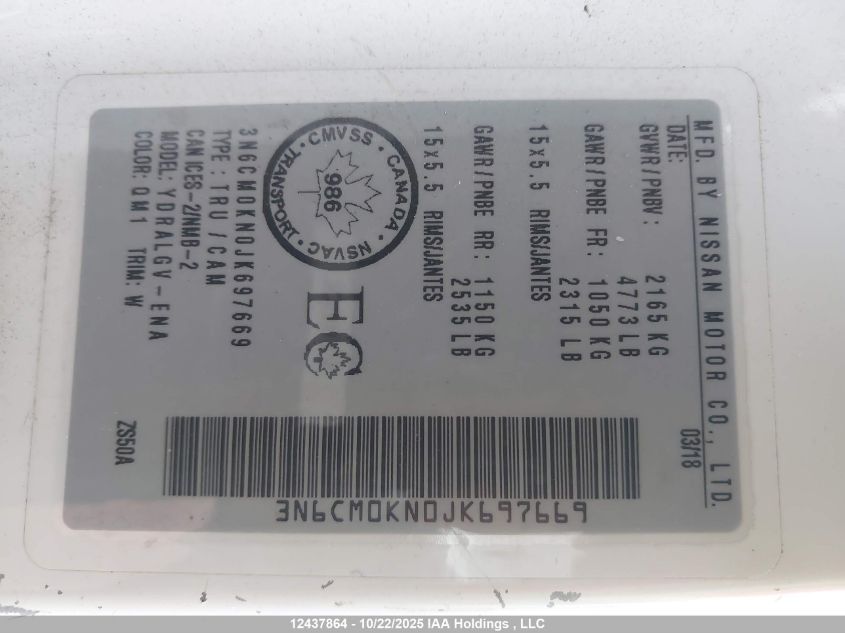 MFD. BY NISSAN MOTOR CO., LTD.
DATE: 03/18
GVWR/PNBV: 2165 KG
4773 LB
GAWR/PNBE FR: 1050 KG
2315 LB
15x5.5 RIMS/JANTES
GAWR/PNBE RR: 1150 KG
2535 LB
15x5.5 RIMS/JANTES
CMVSS · CANADA · NSVAC · TRANSPORT ·
986
EC
3N6CM0KN0JK697669
TYPE: TRU/CAM
CAN ICES-2/NMB-2
MODEL: YDRALGV-ENA
COLOR: QM1 TRIM: W
ZS50A
3N6CM0KN0JK697669
12437864 - 10/22/2025 IAA Holdings , LLC